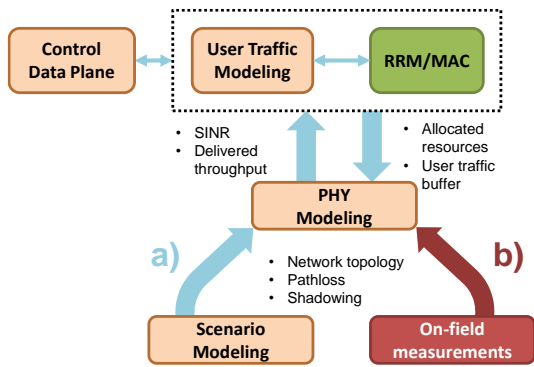 Control
Data Plane
User Traffic
Modeling
RRM/MAC
• SINR
• Delivered
throughput
• Allocated
resources
• User traffic
buffer
PHY
Modeling
a)
b)
• Network topology
• Pathloss
• Shadowing
Scenario
Modeling
On-field
measurements